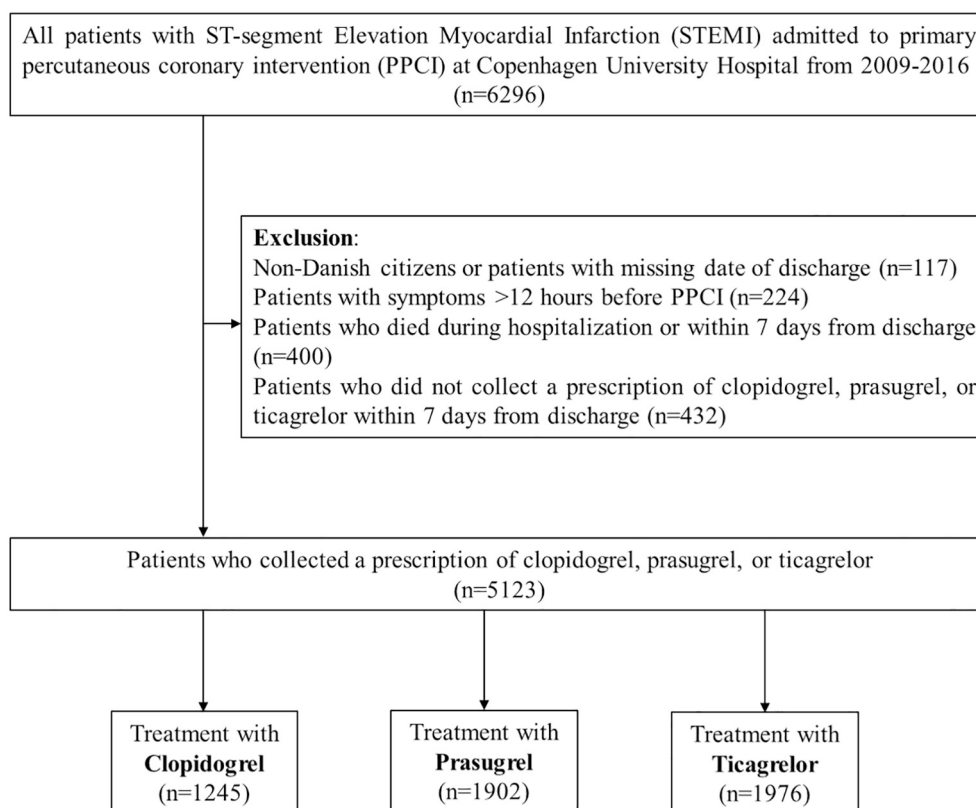 All patients with ST-segment Elevation Myocardial Infarction (STEMI) admitted to primary
percutaneous coronary intervention (PPCI) at Copenhagen University Hospital from 2009-2016
(n=6296)
Exclusion:
Non-Danish citizens or patients with missing date of discharge (n=117)
Patients with symptoms >12 hours before PPCI (n=224)
Patients who died during hospitalization or within 7 days from discharge
(n=400)
Patients who did not collect a prescription of clopidogrel, prasugrel, or
ticagrelor within 7 days from discharge (n=432)
Patients who collected a prescription of clopidogrel, prasugrel, or ticagrelor
(n=5123)
Treatment with
Clopidogrel
(n=1245)
Treatment with
Prasugrel
(n=1902)
Treatment with
Ticagrelor
(n=1976)